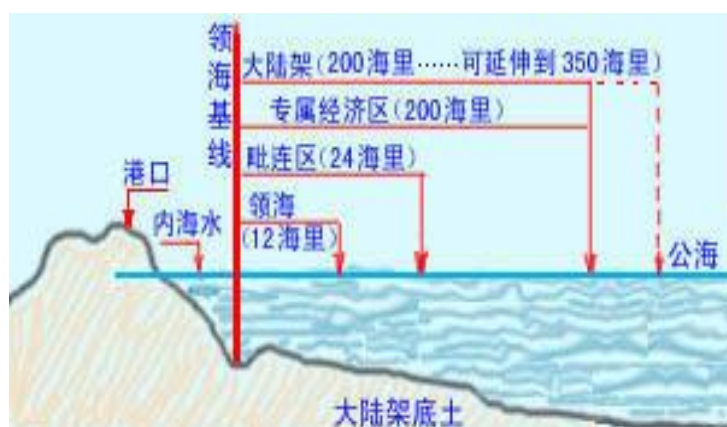 领海基线
大陆架(200海里……可延伸到350海里)
专属经济区(200海里)
毗连区(24海里)
港口
领海
(12海里)
内海水
公海
大陆架底土